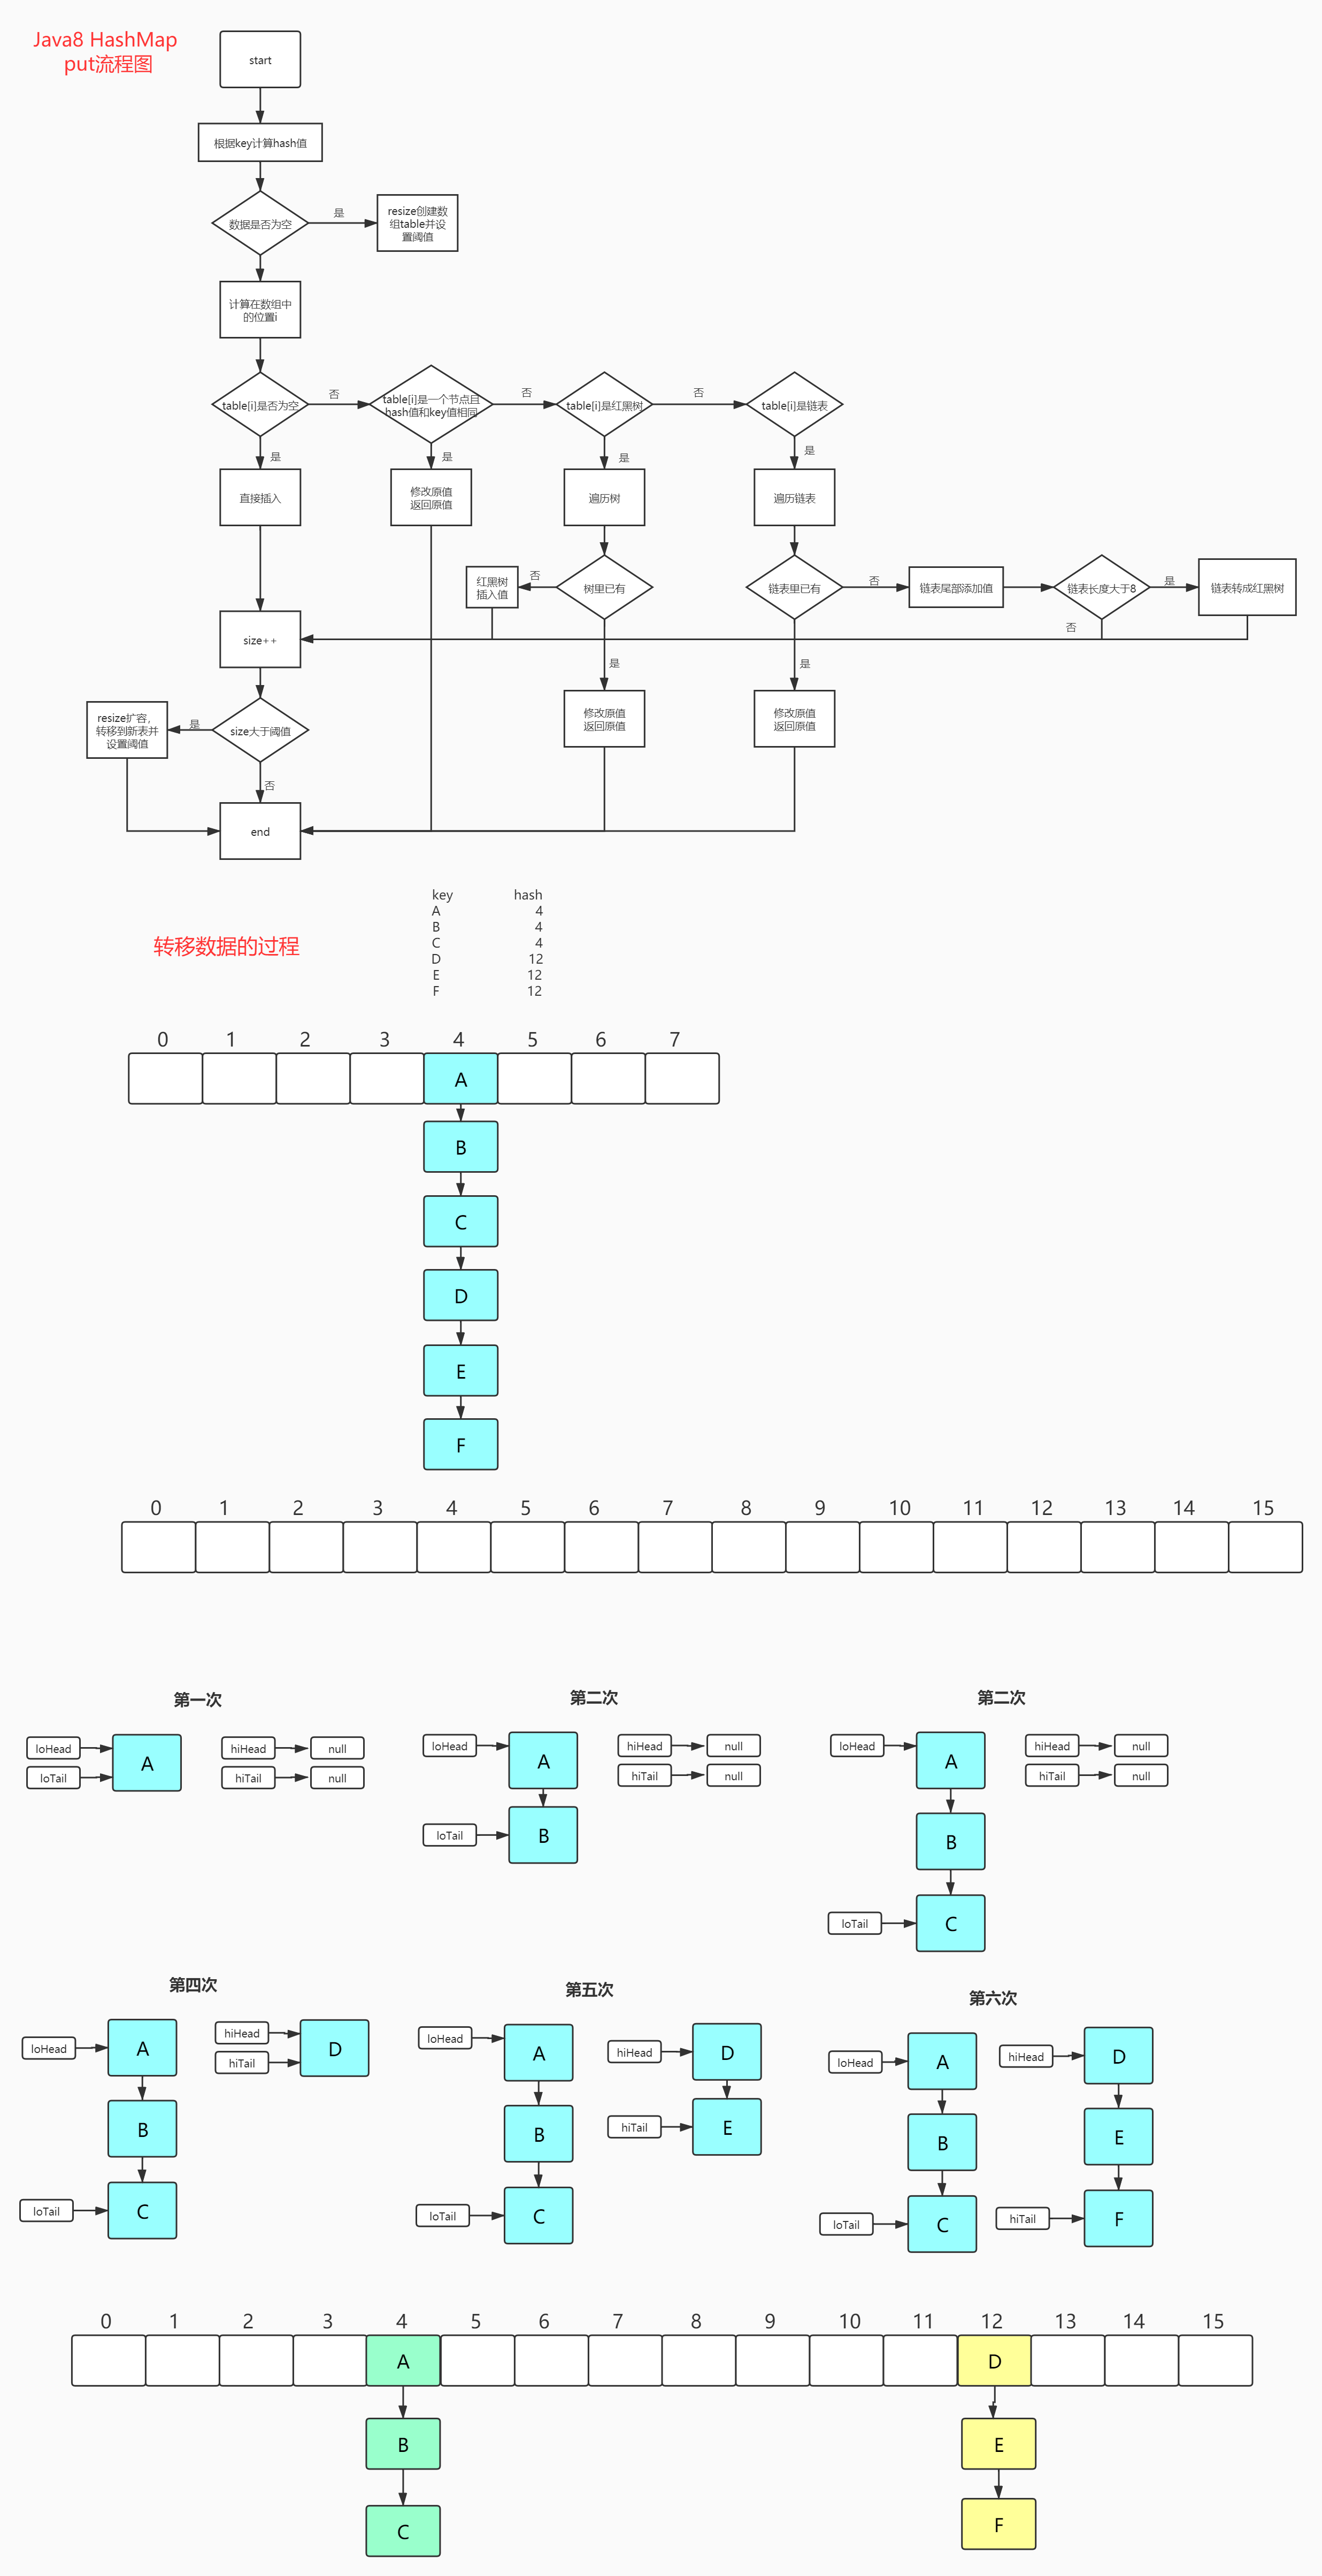 Java8 HashMap
put流程图
start
根据key计算hash值
数据是否为空
是
resize创建数
组table并设
置阈值
计算在数组中
的位置i
table[i]是否为空
否
table[i]是一个节点且
hash值和key值相同
否
table[i]是红黑树
否
table[i]是链表
是
是
是
是
直接插入
修改原值
返回原值
遍历树
遍历链表
红黑树
插入值
否
树里已有
链表里已有
否
链表尾部添加值
链表长度大于8
是
链表转成红黑树
否
size++
是
是
resize扩容，
转移到新表并
设置阈值
是
size大于阈值
修改原值
返回原值
修改原值
返回原值
否
end
转移数据的过程
key hash
A 4
B 4
C 4
D 12
E 12
F 12
0 1 2 3 4 5 6 7
A
B
C
D
E
F
0 1 2 3 4 5 6 7 8 9 10 11 12 13 14 15
第一次
loHead
loTail
A
hiHead
null
hiTail
null
第二次
loHead
A
hiHead
null
hiTail
null
loTail
B
第二次
loHead
A
hiHead
null
hiTail
null
B
loTail
C
第四次
loHead
A
hiHead
hiTail
D
B
loTail
C
第五次
loHead
A
hiHead
D
B
hiTail
E
loTail
C
第六次
loHead
A
hiHead
D
B
E
loTail
C
hiTail
F
0 1 2 3 4 5 6 7 8 9 10 11 12 13 14 15
A D
B E
C F